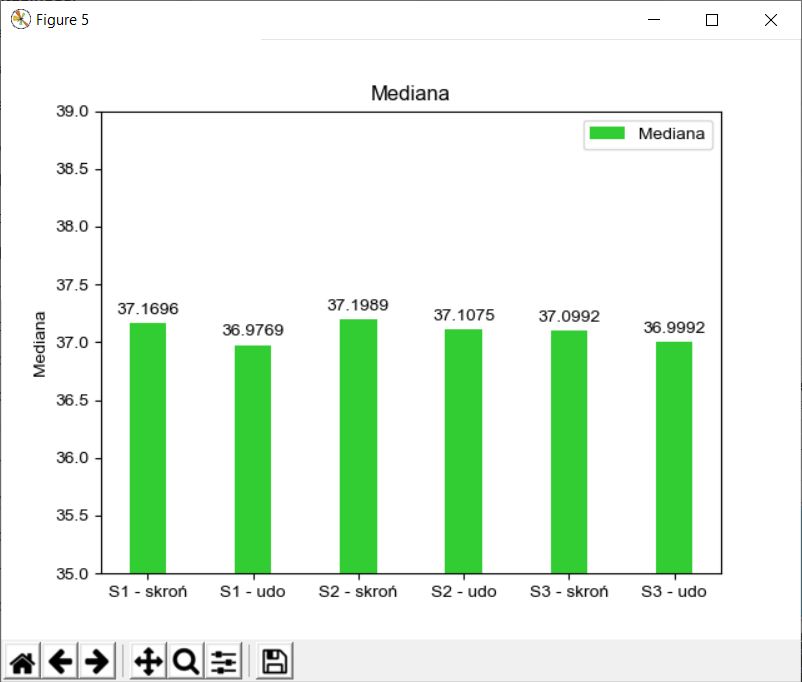 Figure 5
Mediana
39.0
38.5
38.0
37.5
37.0
36.5
36.0
35.5
35.0
Mediana
Mediana
37.1696
36.9769
37.1989
37.1075
37.0992
36.9992
S1 - skroń
S1 - udo
S2 - skroń
S2 - udo
S3 - skroń
S3 - udo